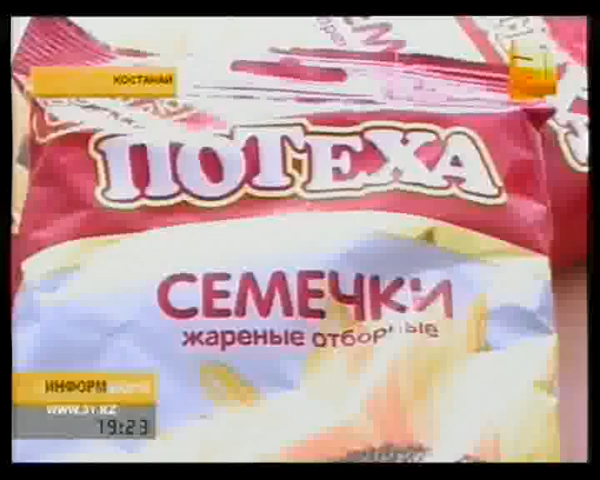 КОСТАНАЙ
ПОТЕХА
СЕМЕЧКИ
жареные отборные
ИНФОРМ
WWW.31.KZ
19:23